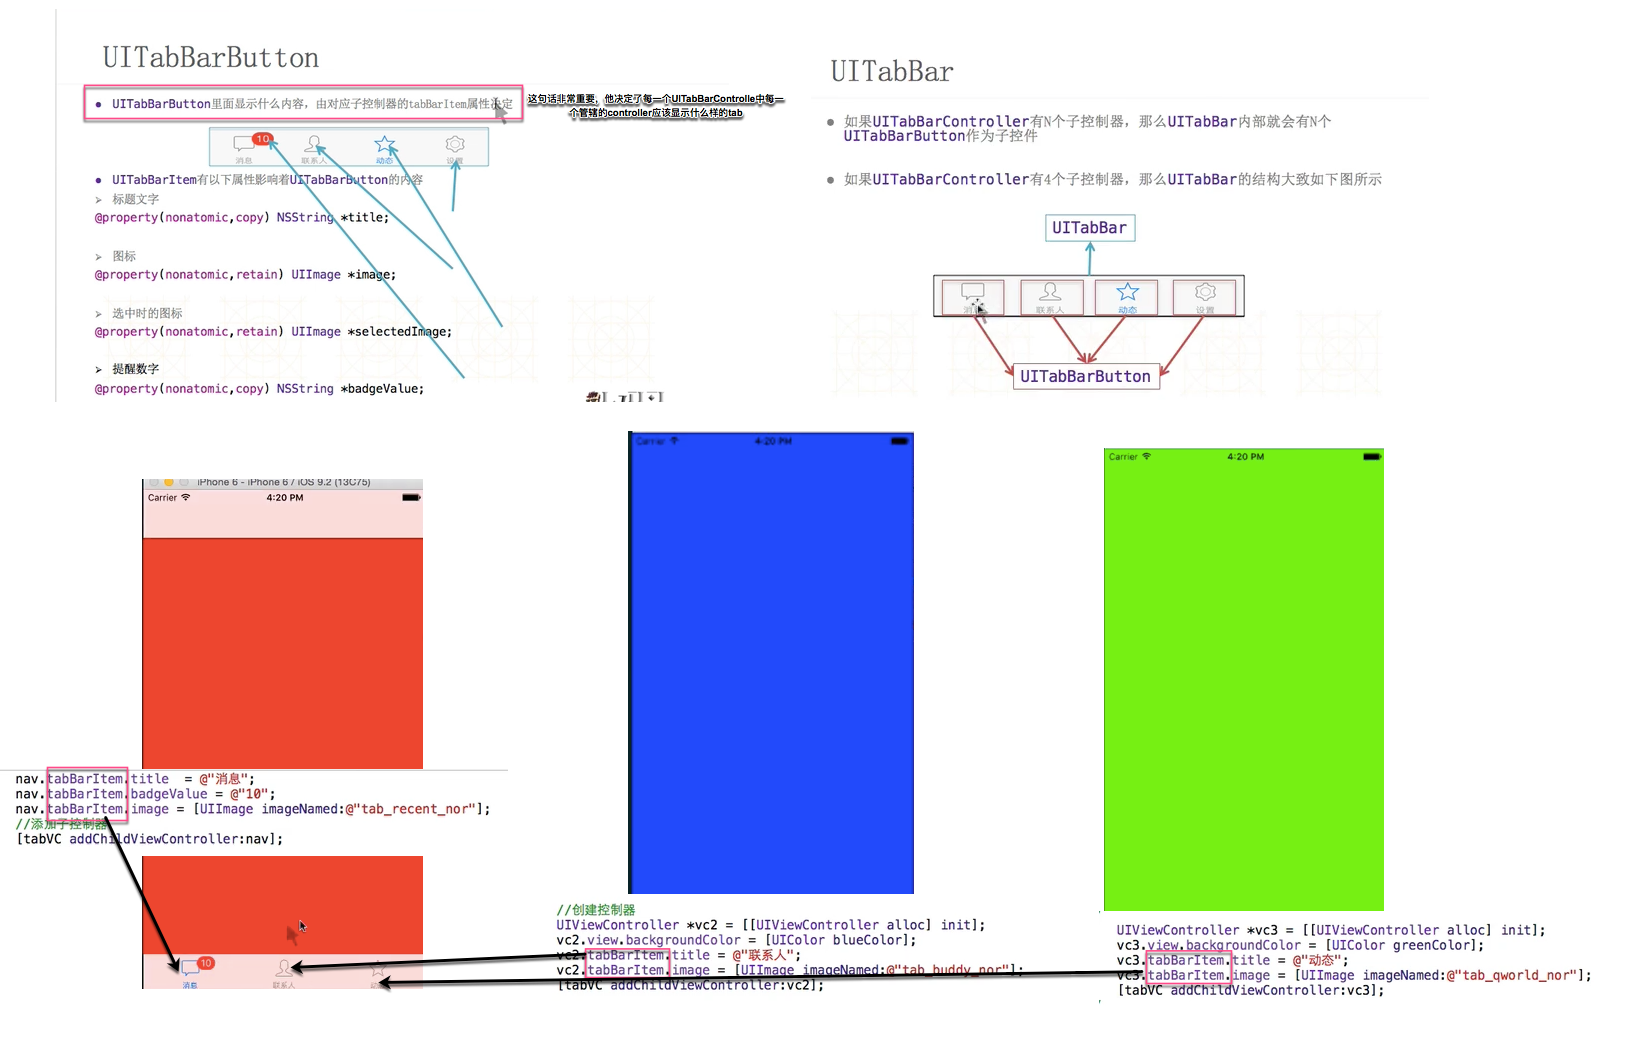 UITabBarButton
UITabBarButton里面显示什么内容，由对应子控制器的tabBarItem属性决定
这句话非常重要，他决定了每一个UITabBarControlle中每一
个管辖的controller应该显示什么样的tab
10
消息
联系人
动态
设置
UITabBarItem有以下属性影响着UITabBarButton的内容
标题文字
@property(nonatomic,copy) NSString *title;
图标
@property(nonatomic,retain) UIImage *image;
选中时的图标
@property(nonatomic,retain) UIImage *selectedImage;
提醒数字
@property(nonatomic,copy) NSString *badgeValue;
UITabBar
如果UITabBarController有N个子控制器，那么UITabBar内部就会有N个
UITabBarButton作为子控件
如果UITabBarController有4个子控制器，那么UITabBar的结构大致如下图所示
UITabBar
联系人
动态
设置
UITabBarButton
iPhone 6 - iPhone 6 / iOS 9.2 (13C75)
Carrier 4:20 PM
nav.tabBarItem.title = @"消息";
nav.tabBarItem.badgeValue = @"10";
nav.tabBarItem.image = [UIImage imageNamed:@"tab_recent_nor"];
//添加子控制器
[tabVC addChildViewController:nav];
10
消息
联系人
Carrier 4:20 PM
//创建控制器
UIViewController *vc2 = [[UIViewController alloc] init];
vc2.view.backgroundColor = [UIColor blueColor];
vc2.tabBarItem.title = @"联系人";
vc2.tabBarItem.image = [UIImage imageNamed:@"tab_buddy_nor"];
[tabVC addChildViewController:vc2];
Carrier 4:20 PM
UIViewController *vc3 = [[UIViewController alloc] init];
vc3.view.backgroundColor = [UIColor greenColor];
vc3.tabBarItem.title = @"动态";
vc3.tabBarItem.image = [UIImage imageNamed:@"tab_qworld_nor"];
[tabVC addChildViewController:vc3];